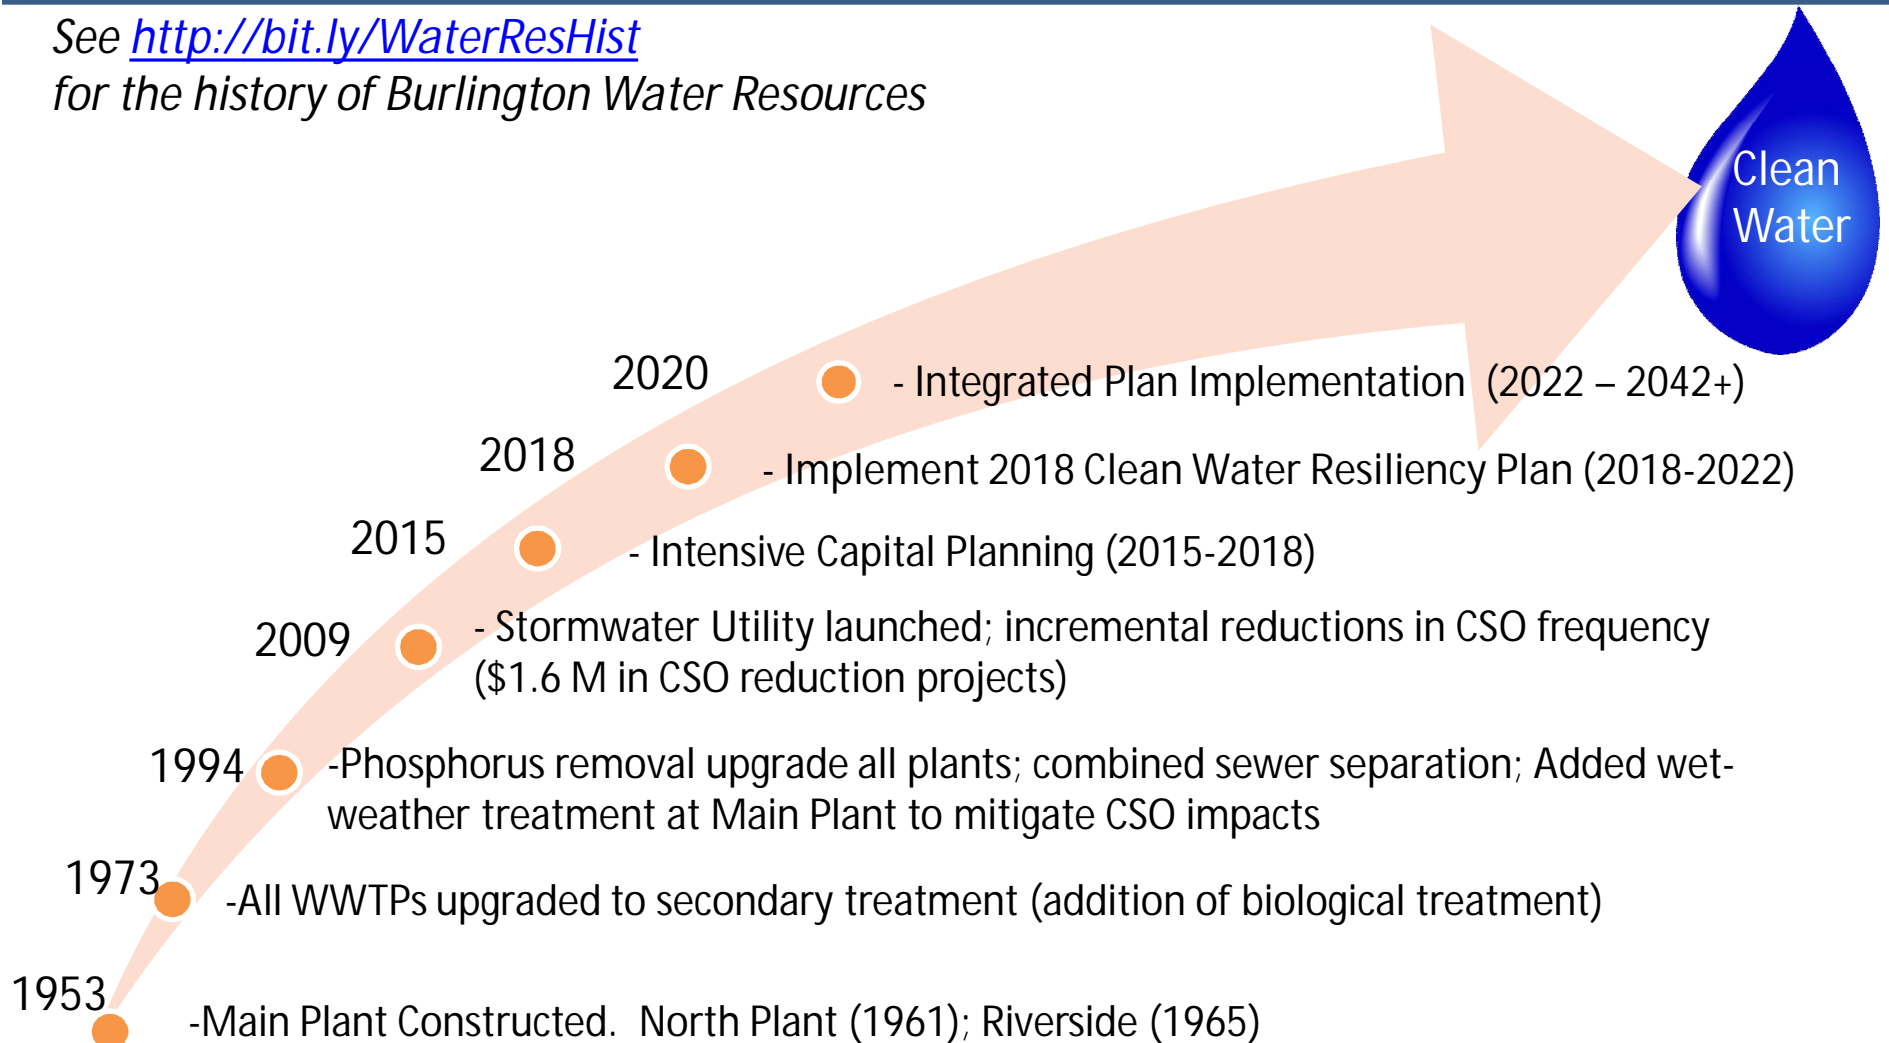 See http://bit.ly/WaterResHist
for the history of Burlington Water Resources
Clean
Water
2020
- Integrated Plan Implementation (2022 – 2042+)
2018
- Implement 2018 Clean Water Resiliency Plan (2018-2022)
2015
- Intensive Capital Planning (2015-2018)
2009
- Stormwater Utility launched; incremental reductions in CSO frequency
($1.6 M in CSO reduction projects)
1994
-Phosphorus removal upgrade all plants; combined sewer separation; Added wet-
weather treatment at Main Plant to mitigate CSO impacts
1973
-All WWTPs upgraded to secondary treatment (addition of biological treatment)
1953
-Main Plant Constructed. North Plant (1961); Riverside (1965)